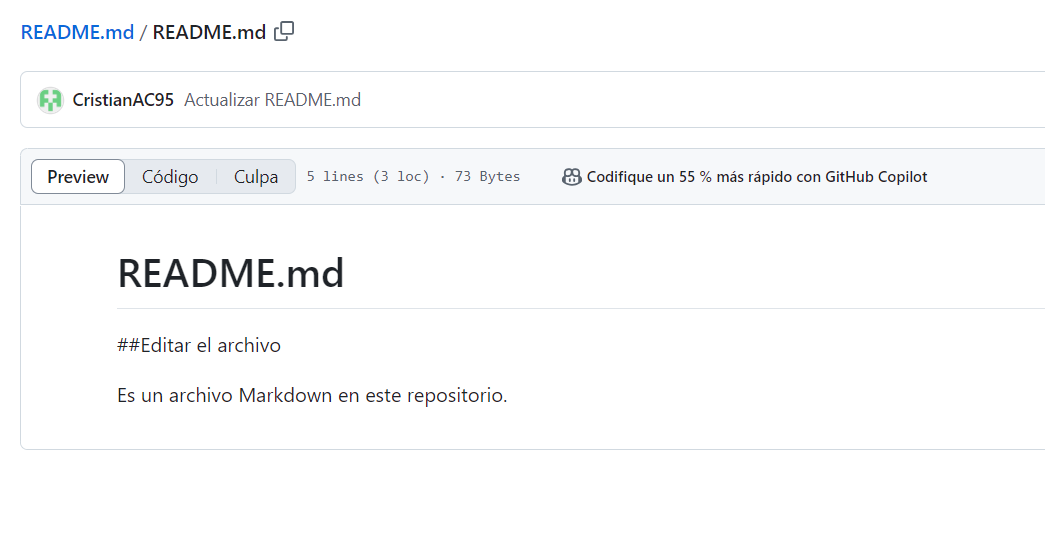 README.md / README.md
CristianAC95 Actualizar README.md
Preview Código Culpa 5 lines (3 loc) · 73 Bytes Codifique un 55 % más rápido con GitHub Copilot
README.md
##Editar el archivo
Es un archivo Markdown en este repositorio.